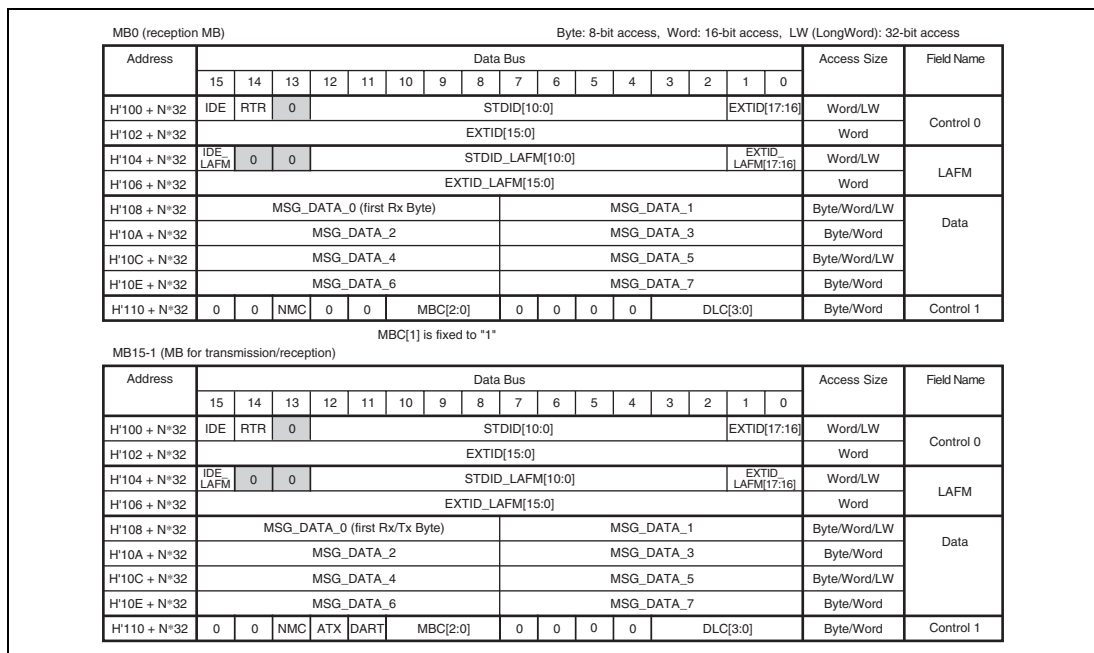 MB0 (reception MB) Byte: 8-bit access, Word: 16-bit access, LW (LongWord): 32-bit access
Address Data Bus Access Size Field Name
15 14 13 12 11 10 9 8 7 6 5 4 3 2 1 0
H'100 + N*32 IDE RTR 0 STDID[10:0] EXTID[17:16] Word/LW Control 0
H'102 + N*32 EXTID[15:0] Word
H'104 + N*32 IDE_LAFM 0 0 STDID_LAFM[10:0] EXTID_LAFM[17:16] Word/LW LAFM
H'106 + N*32 EXTID_LAFM[15:0] Word
H'108 + N*32 MSG_DATA_0 (first Rx Byte) MSG_DATA_1 Byte/Word/LW Data
H'10A + N*32 MSG_DATA_2 MSG_DATA_3 Byte/Word
H'10C + N*32 MSG_DATA_4 MSG_DATA_5 Byte/Word/LW
H'10E + N*32 MSG_DATA_6 MSG_DATA_7 Byte/Word
H'110 + N*32 0 0 NMC 0 0 MBC[2:0] 0 0 0 0 DLC[3:0] Byte/Word Control 1
MBC[1] is fixed to "1"
MB15-1 (MB for transmission/reception)
Address Data Bus Access Size Field Name
15 14 13 12 11 10 9 8 7 6 5 4 3 2 1 0
H'100 + N*32 IDE RTR 0 STDID[10:0] EXTID[17:16] Word/LW Control 0
H'102 + N*32 EXTID[15:0] Word
H'104 + N*32 IDE_LAFM 0 0 STDID_LAFM[10:0] EXTID_LAFM[17:16] Word/LW LAFM
H'106 + N*32 EXTID_LAFM[15:0] Word
H'108 + N*32 MSG_DATA_0 (first Rx/Tx Byte) MSG_DATA_1 Byte/Word/LW Data
H'10A + N*32 MSG_DATA_2 MSG_DATA_3 Byte/Word
H'10C + N*32 MSG_DATA_4 MSG_DATA_5 Byte/Word/LW
H'10E + N*32 MSG_DATA_6 MSG_DATA_7 Byte/Word
H'110 + N*32 0 0 NMC ATX DART MBC[2:0] 0 0 0 0 DLC[3:0] Byte/Word Control 1